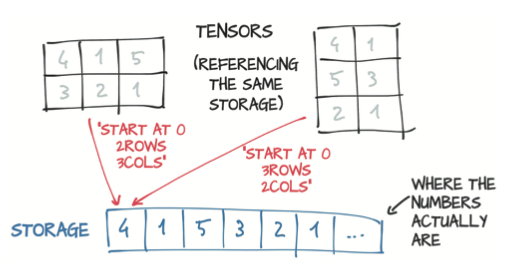 TENSORS
(REFERENCING
THE SAME
STORAGE)
4 1 5
3 2 1
4 1
5 3
2 1
"START AT 0
2ROWS
3COLS"
"START AT 0
3ROWS
2COLS"
WHERE THE
NUMBERS
ACTUALLY
ARE
STORAGE 4 1 5 3 2 1 ...